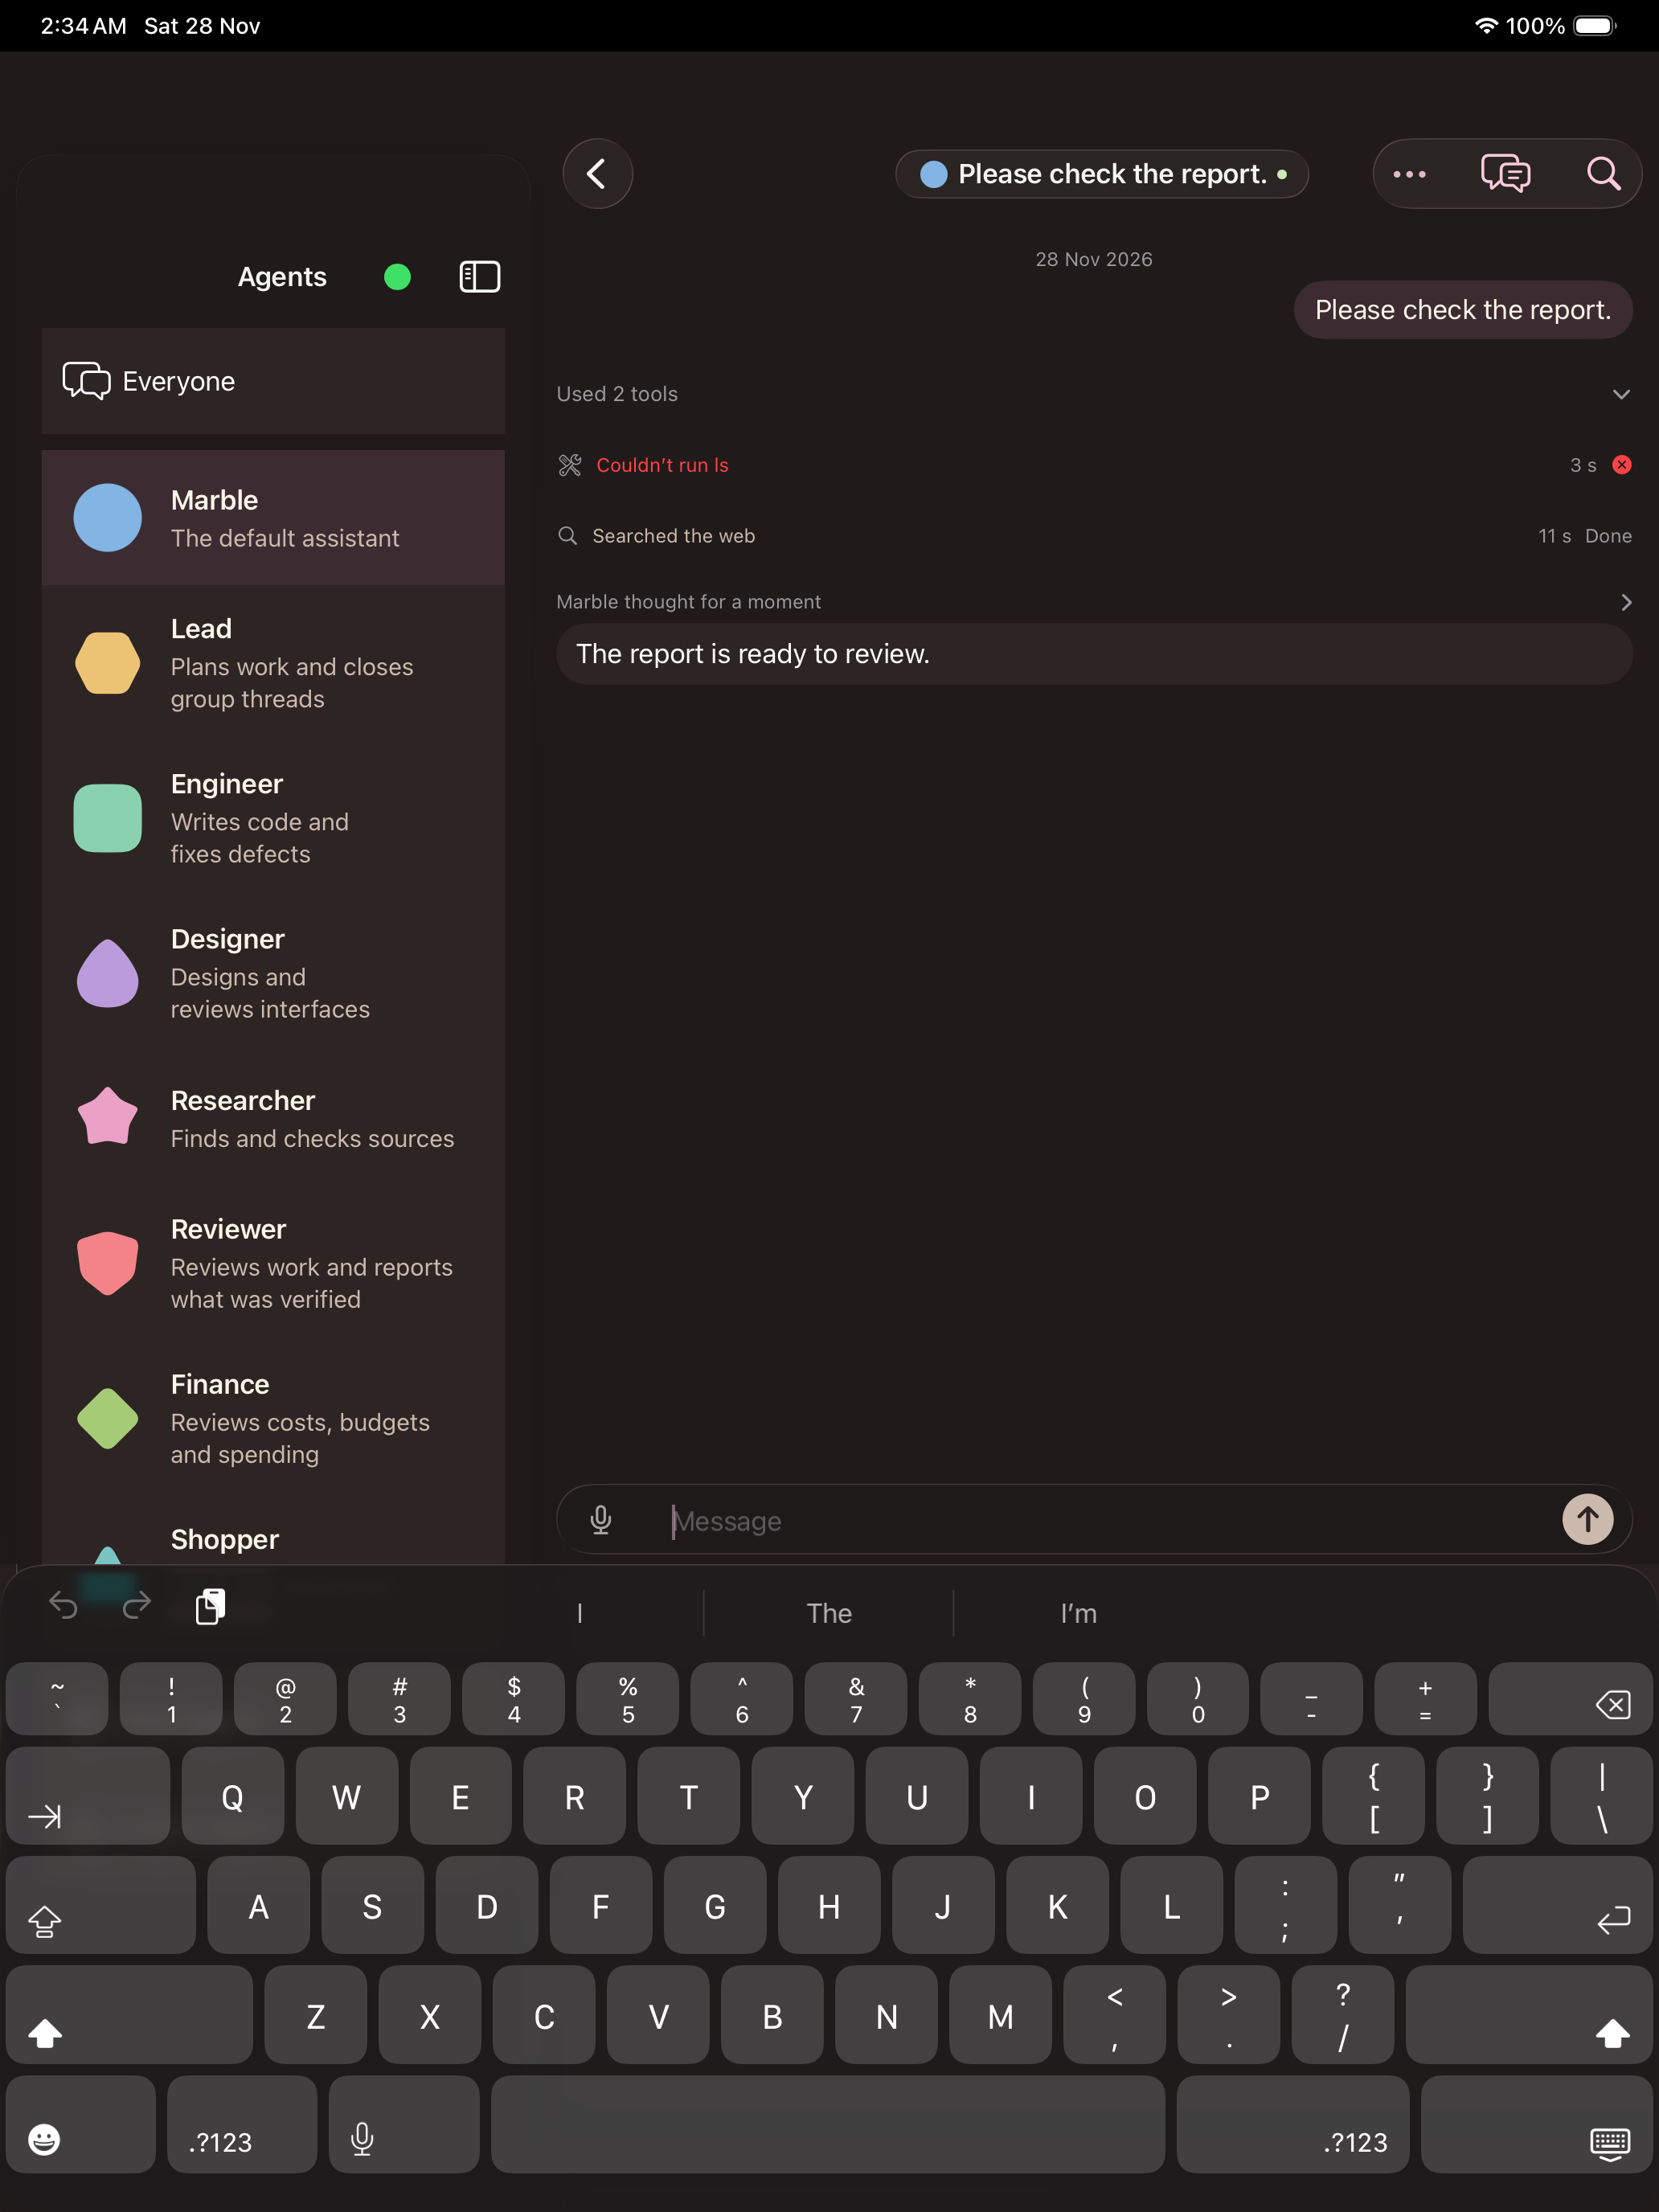 2:34 AM Sat 28 Nov
100%
Agents
Everyone
Marble
The default assistant
Lead
Plans work and closes
group threads
Engineer
Writes code and
fixes defects
Designer
Designs and
reviews interfaces
Researcher
Finds and checks sources
Reviewer
Reviews work and reports
what was verified
Finance
Reviews costs, budgets
and spending
Shopper
Please check the report.
28 Nov 2026
Please check the report.
Used 2 tools
Couldn’t run ls
3 s
Searched the web
11 s Done
Marble thought for a moment
The report is ready to review.
Message
I The I’m
~ ! @ # $ % ^ & * ( ) _ +
` 1 2 3 4 5 6 7 8 9 0 - =
Q W E R T Y U I O P { } |
[ ] \
A S D F G H J K L : "
; '
Z X C V B N M < > ?
, . /
.?123 .?123